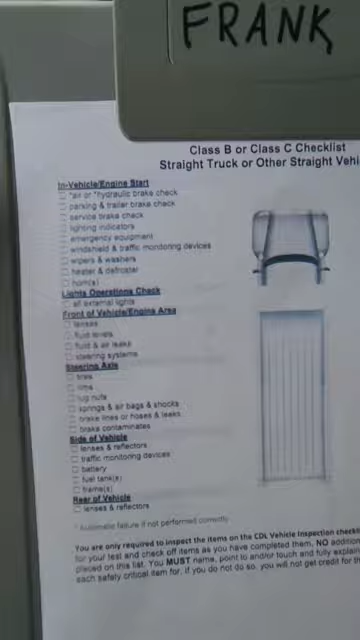 FRANK
Class B or Class C Checklist
Straight Truck or Other Straight Vehi
In-Vehicle/Engine Start
*air or *hydraulic brake check
parking & trailer brake check
service brake check
lighting indicators
emergency equipment
windshield & traffic monitoring devices
wipers & washers
heater & defroster
horn(s)
Lights Operations Check
all external lights
Front of Vehicle/Engine Area
lenses
fluid levels
fluid & air leaks
steering systems
Steering Axle
tires
rims
lug nuts
springs & air bags & shocks
brake lines or hoses & leaks
brake contaminates
Side of Vehicle
lenses & reflectors
traffic monitoring devices
battery
fuel tank(s)
frame(s)
Rear of Vehicle
lenses & reflectors
* Automatic failure if not performed correctly
You are only required to inspect the items on the CDL Vehicle Inspection checkli
for your test and check off items as you have completed them. NO addition
placed on this list. You MUST name, point to and/or touch and fully explain
each safety critical item for, if you do not do so, you will not get credit for th